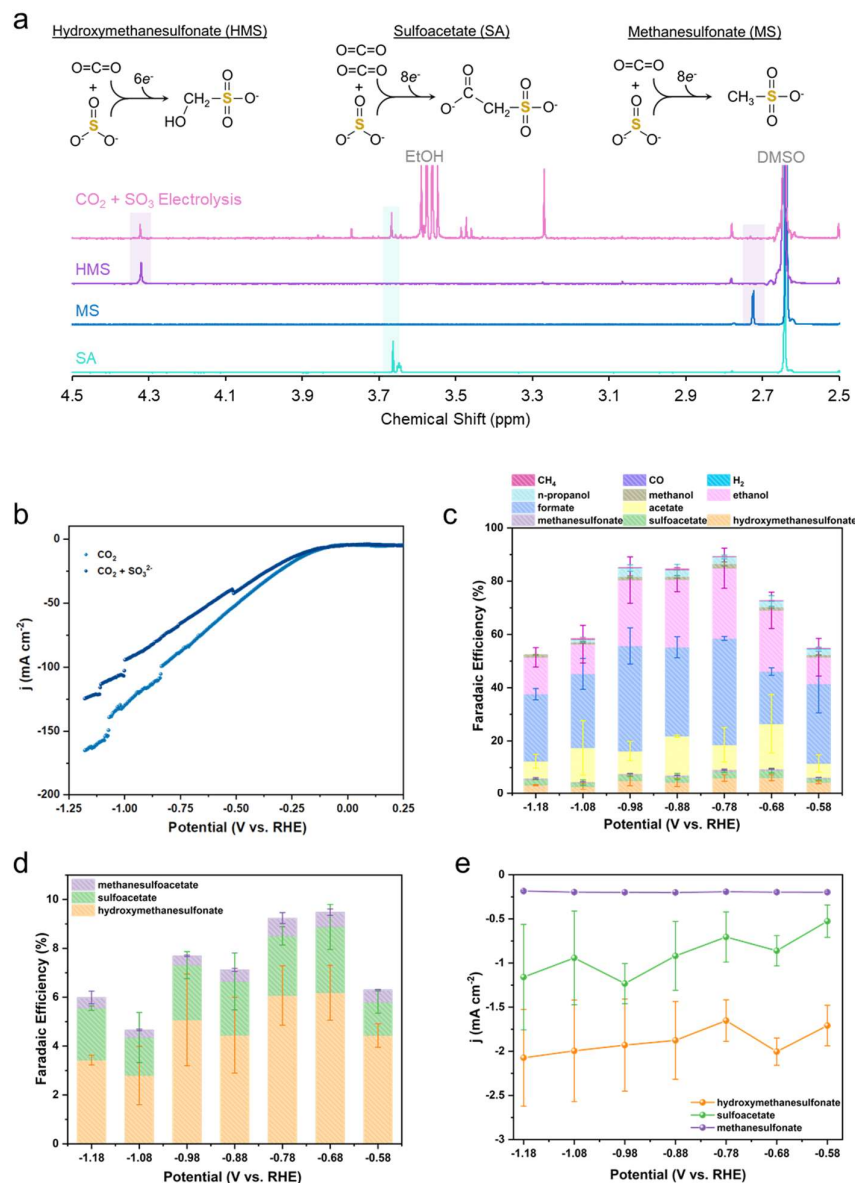 a
Hydroxymethanesulfonate (HMS)
Sulfoacetate (SA)
Methanesulfonate (MS)
O=C=O
+
O
S
O-
O-
6e-
HO
CH2
S
O
O
O-
O=C=O
O=C=O
+
O
S
O-
O-
8e-
O
O-
CH2
S
O
O
O-
O=C=O
+
O
S
O-
O-
8e-
CH3
S
O
O
O-
EtOH
DMSO
CO2 + SO3 Electrolysis
HMS
MS
SA
4.5 4.3 4.1 3.9 3.7 3.5 3.3 3.1 2.9 2.7 2.5
Chemical Shift (ppm)
b
CO2
CO2 + SO32-
0
-50
-100
-150
-200
j (mA cm-2)
-1.25 -1.00 -0.75 -0.50 -0.25 0.00 0.25
Potential (V vs. RHE)
c
CH4 CO H2
n-propanol methanol ethanol
formate acetate
methanesulfonate sulfoacetate hydroxymethanesulfonate
100
80
60
40
20
0
Faradaic Efficiency (%)
-1.18 -1.08 -0.98 -0.88 -0.78 -0.68 -0.58
Potential (V vs. RHE)
d
methanesulfoacetate
sulfoacetate
hydroxymethanesulfonate
10
8
6
4
2
0
Faradaic Efficiency (%)
-1.18 -1.08 -0.98 -0.88 -0.78 -0.68 -0.58
Potential (V vs. RHE)
e
0
-0.5
-1
-1.5
-2
-2.5
-3
j (mA cm-2)
hydroxymethanesulfonate
sulfoacetate
methanesulfonate
-1.18 -1.08 -0.98 -0.88 -0.78 -0.68 -0.58
Potential (V vs. RHE)